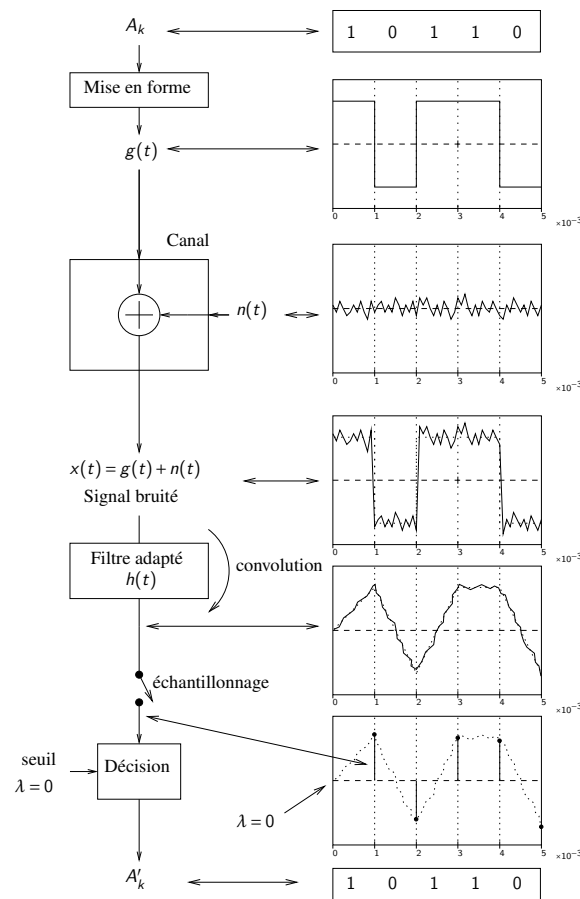 A_k
1 0 1 1 0
Mise en forme
g(t)
0 1 2 3 4 5
×10⁻³
Canal
n(t)
0 1 2 3 4 5
×10⁻³
x(t) = g(t) + n(t)
Signal bruité
0 1 2 3 4 5
×10⁻³
Filtre adapté
h(t)
convolution
0 1 2 3 4 5
×10⁻³
échantillonnage
seuil
λ = 0
Décision
λ = 0
0 1 2 3 4 5
×10⁻³
A′_k
1 0 1 1 0